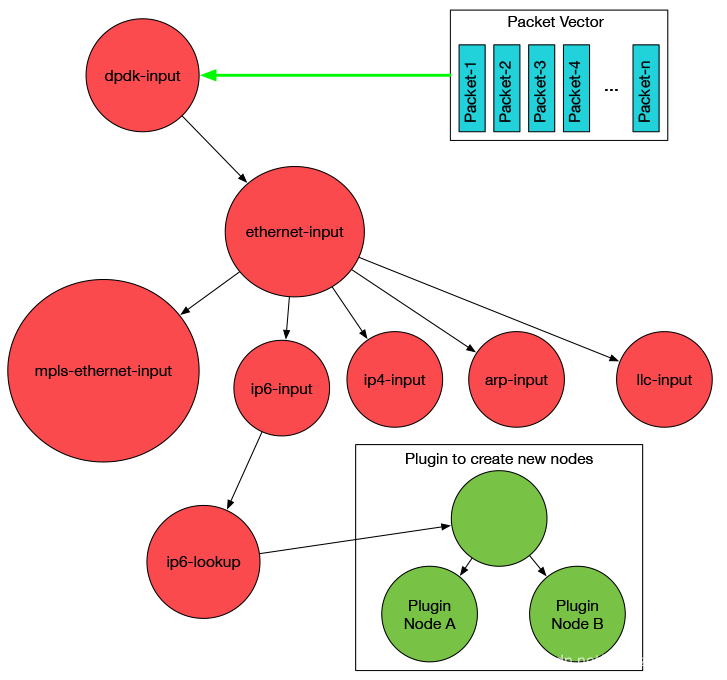 Packet Vector
dpdk-input
Packet-1
Packet-2
Packet-3
Packet-4
...
Packet-n
ethernet-input
mpls-ethernet-input
ip6-input
ip4-input
arp-input
llc-input
Plugin to create new nodes
ip6-lookup
Plugin
Node A
Plugin
Node B